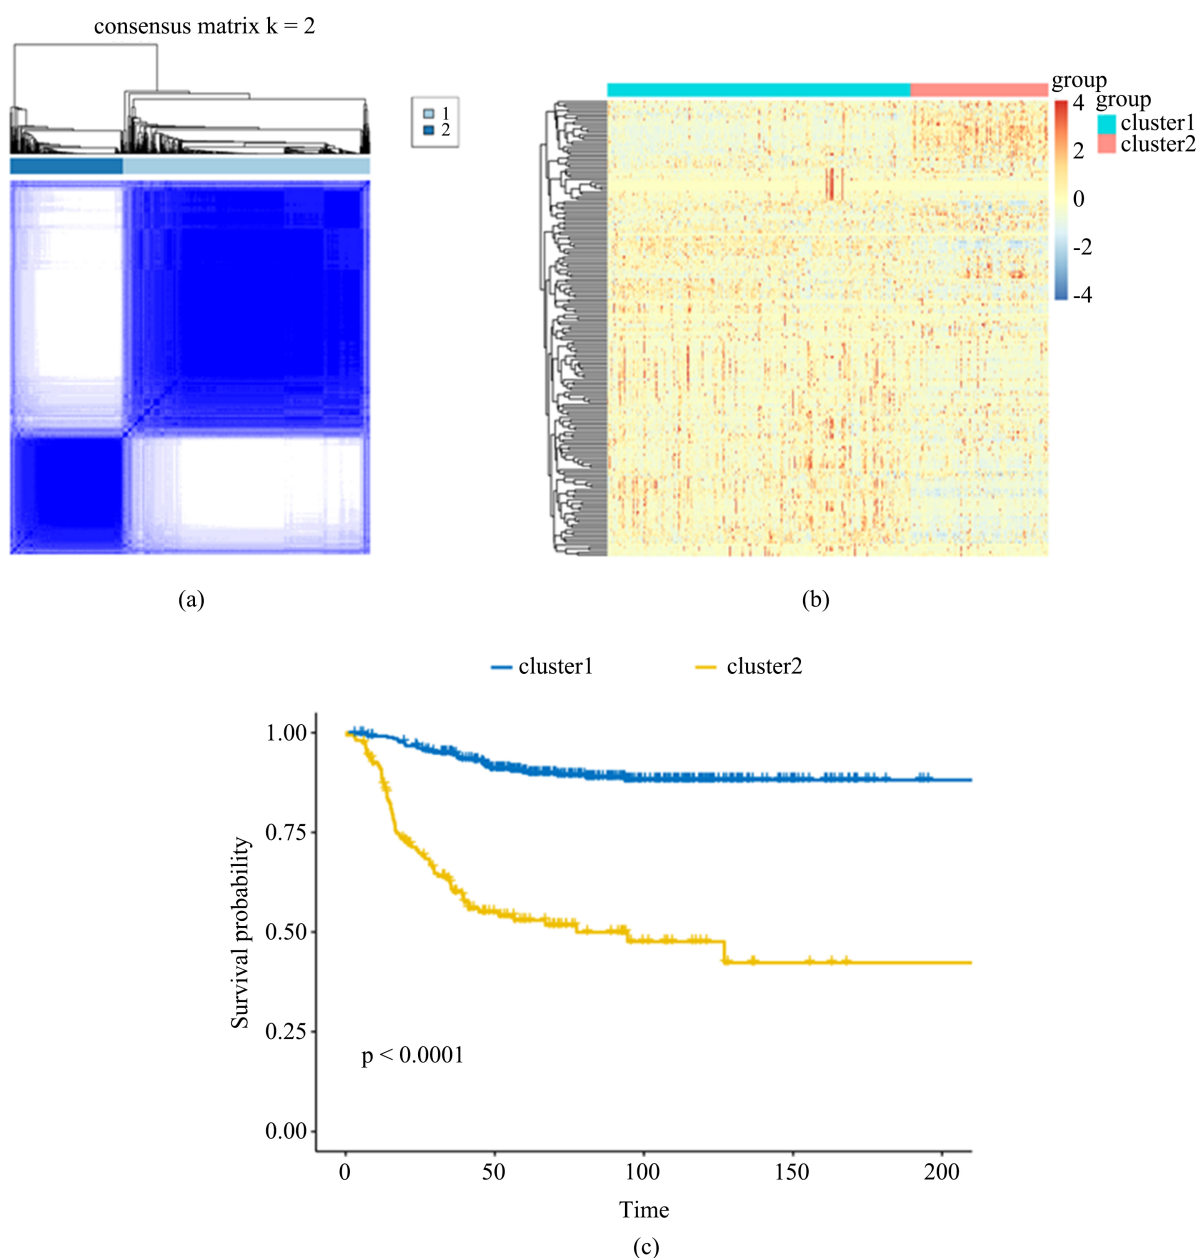 consensus matrix k = 2
1
2
(a)
group
4
2
0
-2
-4
group
cluster1
cluster2
(b)
cluster1
cluster2
Survival probability
1.00
0.75
0.50
0.25
0.00
p < 0.0001
0
50
100
150
200
Time
(c)